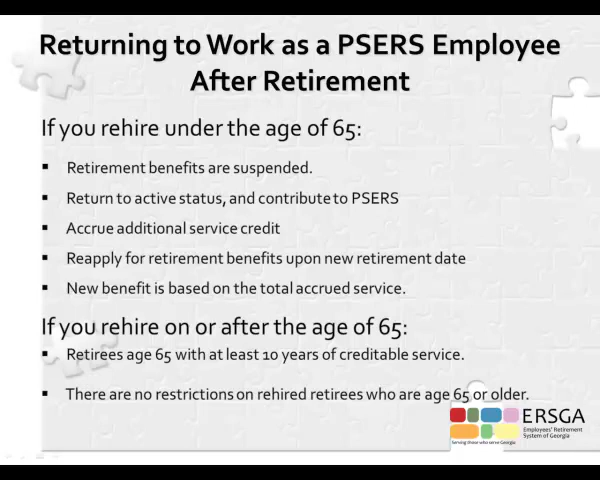 Returning to Work as a PSERS Employee
After Retirement
If you rehire under the age of 65:
▪ Retirement benefits are suspended.
▪ Return to active status, and contribute to PSERS
▪ Accrue additional service credit
▪ Reapply for retirement benefits upon new retirement date
▪ New benefit is based on the total accrued service.
If you rehire on or after the age of 65:
▪ Retirees age 65 with at least 10 years of creditable service.
▪ There are no restrictions on rehired retirees who are age 65 or older.
ERSGA
Employees' Retirement
System of Georgia
Serving those who serve Georgia